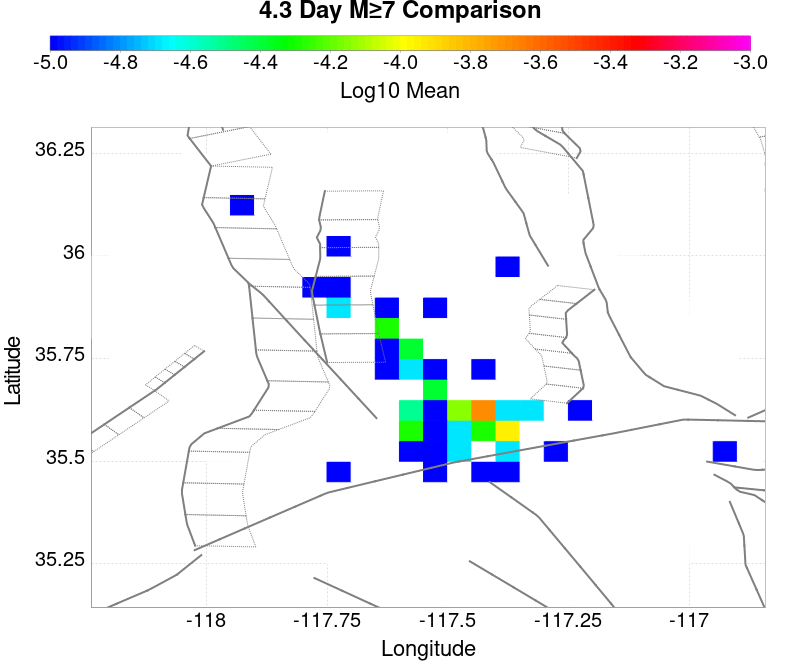 4.3 Day M≥7 Comparison
-5.0 -4.8 -4.6 -4.4 -4.2 -4.0 -3.8 -3.6 -3.4 -3.2 -3.0
Log10 Mean
36.25
36
35.75
35.5
35.25
Latitude
-118 -117.75 -117.5 -117.25 -117
Longitude